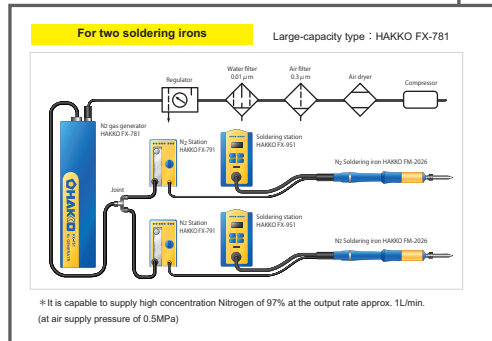 For two soldering irons
Large-capacity type : HAKKO FX-781
Water filter
0.01μm
Air filter
0.3μm
Air dryer
Compressor
Regulator
N2 gas generator
HAKKO FX-781
N2 Station
HAKKO FX-791
Soldering station
HAKKO FX-951
N2 Soldering iron HAKKO FM-2026
Joint
HAKKO
N2 Station
HAKKO FX-791
Soldering station
HAKKO FX-951
N2 Soldering iron HAKKO FM-2026
*It is capable to supply high concentration Nitrogen of 97% at the output rate approx. 1L/min.
(at air supply pressure of 0.5MPa)